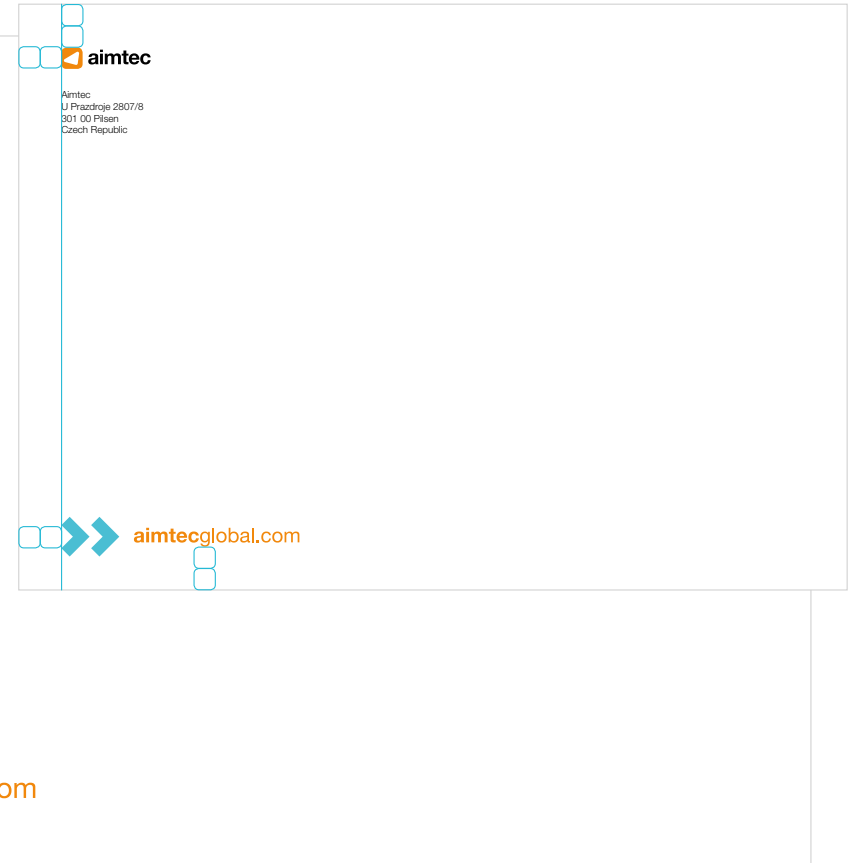 aimtec
Aimtec
U Prazdroje 2807/8
301 00 Pilsen
Czech Republic
aimtecglobal.com
om